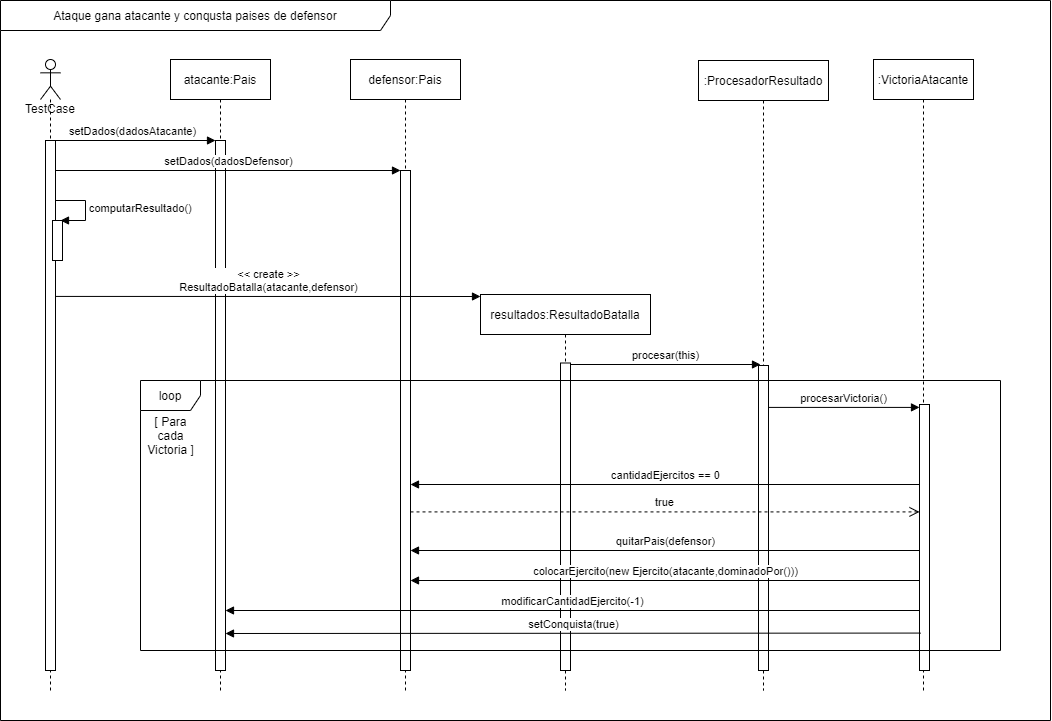 Ataque gana atacante y conqusta paises de defensor
TestCase
atacante:Pais
defensor:Pais
:ProcesadorResultado
:VictoriaAtacante
setDados(dadosAtacante)
setDados(dadosDefensor)
computarResultado()
<< create >>
ResultadoBatalla(atacante,defensor)
resultados:ResultadoBatalla
procesar(this)
loop
procesarVictoria()
[ Para
cada
Victoria ]
cantidadEjercitos == 0
true
quitarPais(defensor)
colocarEjercito(new Ejercito(atacante,dominadoPor()))
modificarCantidadEjercito(-1)
setConquista(true)